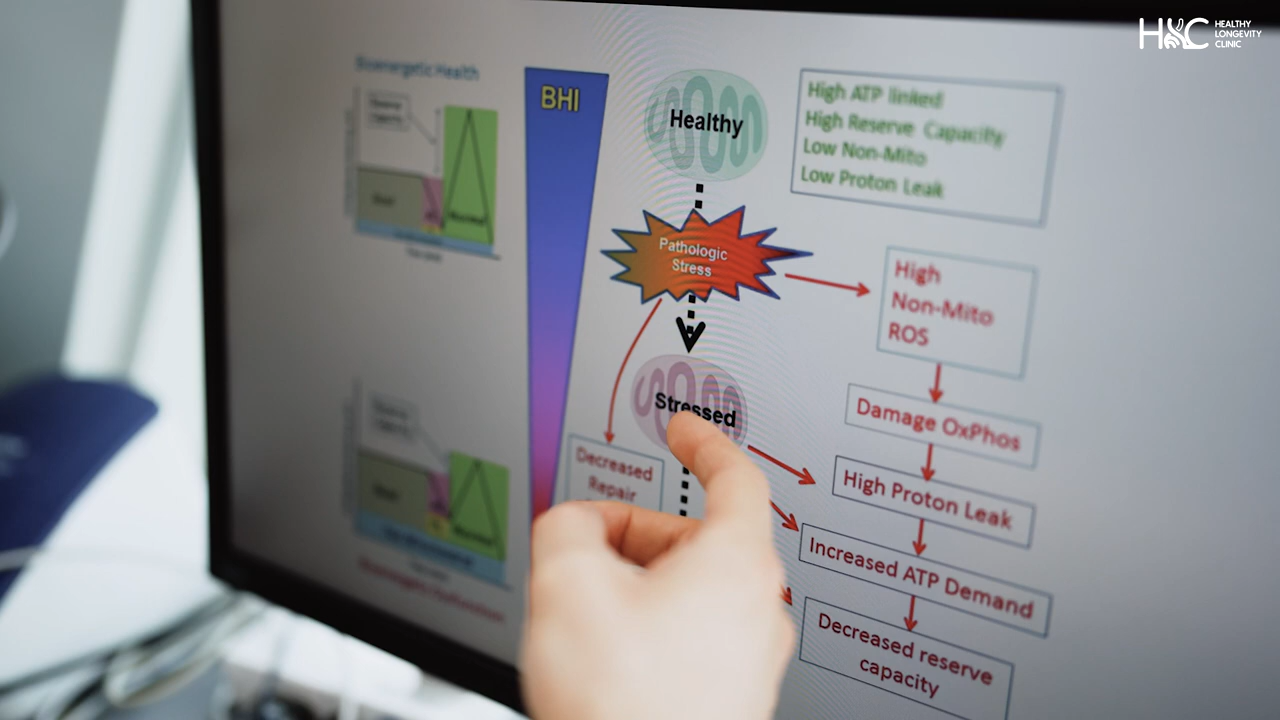 H&C HEALTHY
LONGEVITY
CLINIC
Bioenergetic Health
BHI
Healthy
High ATP linked
High Reserve Capacity
Low Non-Mito
Low Proton Leak
Pathologic
Stress
High
Non-Mito
ROS
Stressed
Damage OxPhos
Decreased
Repair
High Proton Leak
Increased ATP Demand
Decreased reserve
capacity